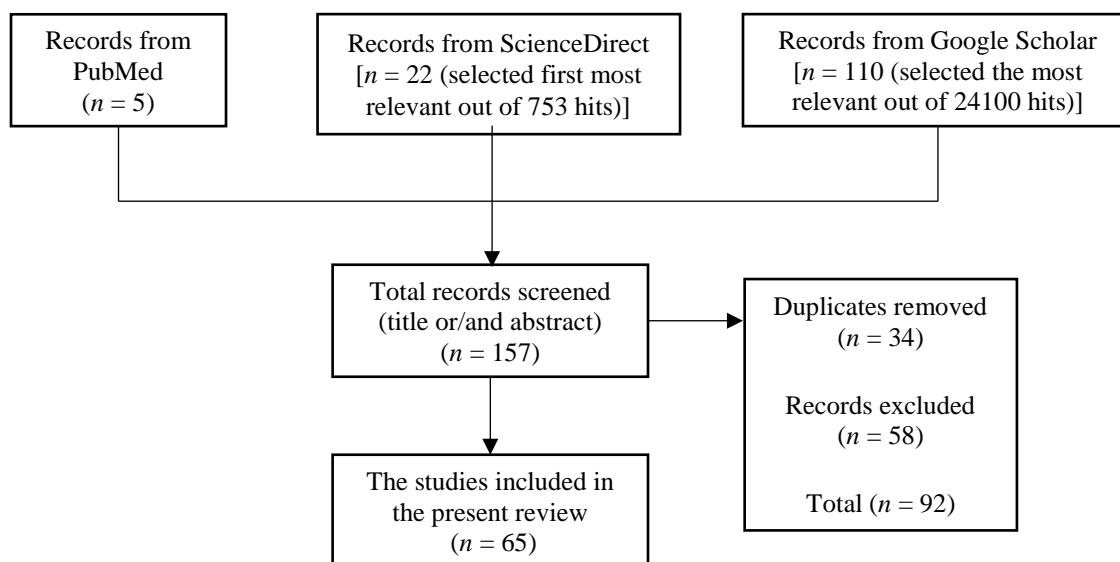 Records from
PubMed
(n = 5)
Records from ScienceDirect
[n = 22 (selected first most
relevant out of 753 hits)]
Records from Google Scholar
[n = 110 (selected the most
relevant out of 24100 hits)]
Total records screened
(title or/and abstract)
(n = 157)
Duplicates removed
(n = 34)
Records excluded
(n = 58)
Total (n = 92)
The studies included in
the present review
(n = 65)